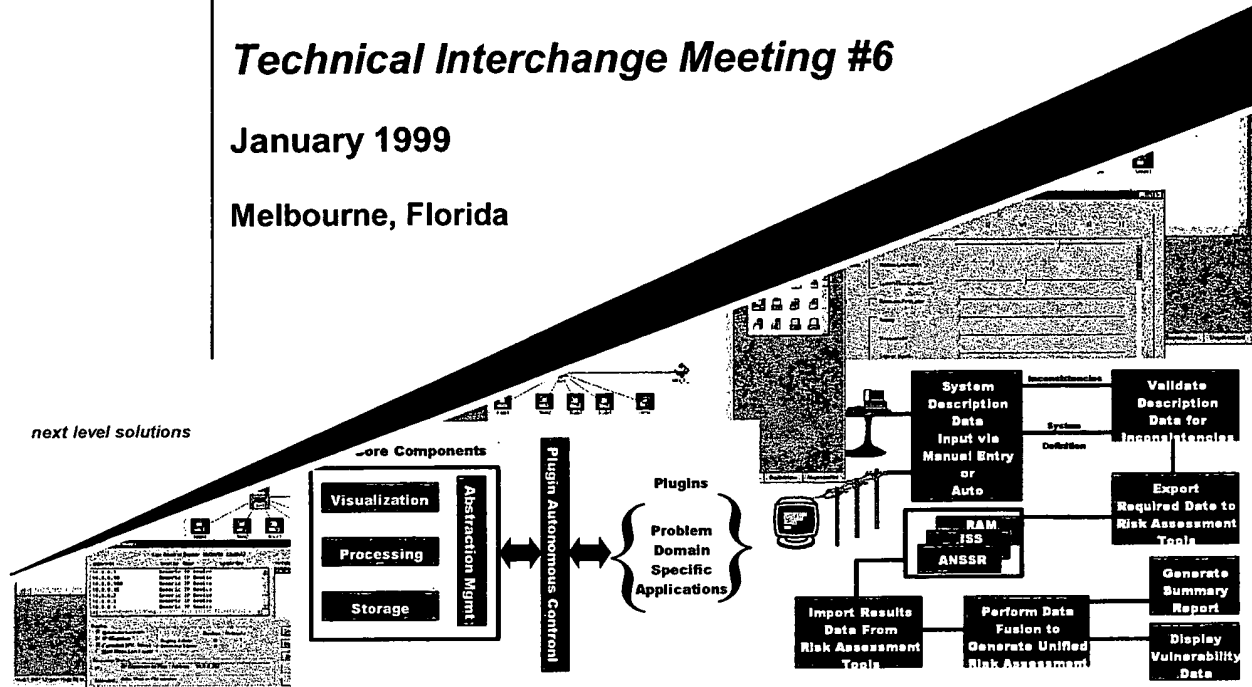 Technical Interchange Meeting #6
January 1999
Melbourne, Florida
next level solutions
Core Components
Visualization
Processing
Storage
Abstraction Mgmt
Plugin Autonomous Control
Plugins
Problem
Domain
Specific
Applications
System
Description
Data
Input via
Manual Entry
or
Auto
Inconsistencies
System
Definition
Validate
Description
Data for
Inconsistencies
Export
Required Data to
Risk Assessment
Tools
RAM
ISS
ANSSR
Import Results
Data From
Risk Assessment
Tools
Perform Data
Fusion to
Generate Unified
Risk Assessment
Generate
Summary
Report
Display
Vulnerability
Data